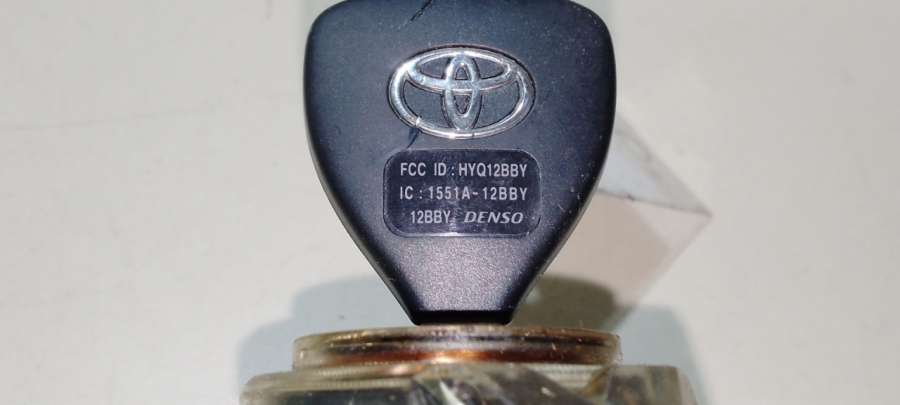 FCC ID : HYQ12BBY
IC : 1551A-12BBY
12BBY DENSO